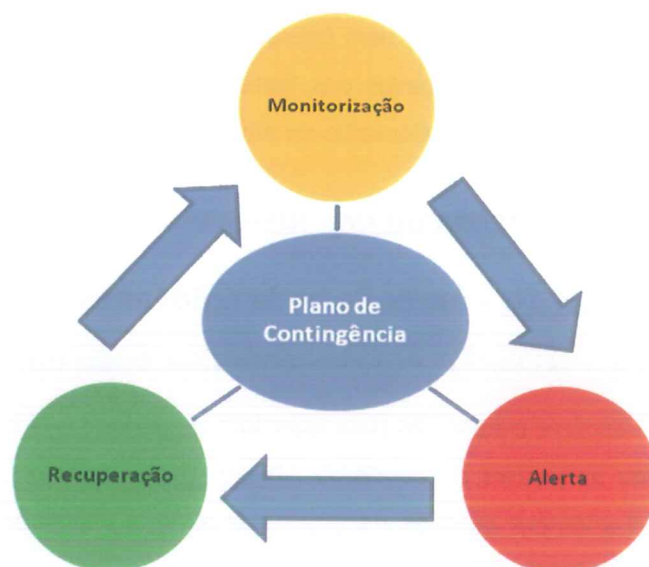 Monitorização
Plano de
Contingência
Recuperação
Alerta